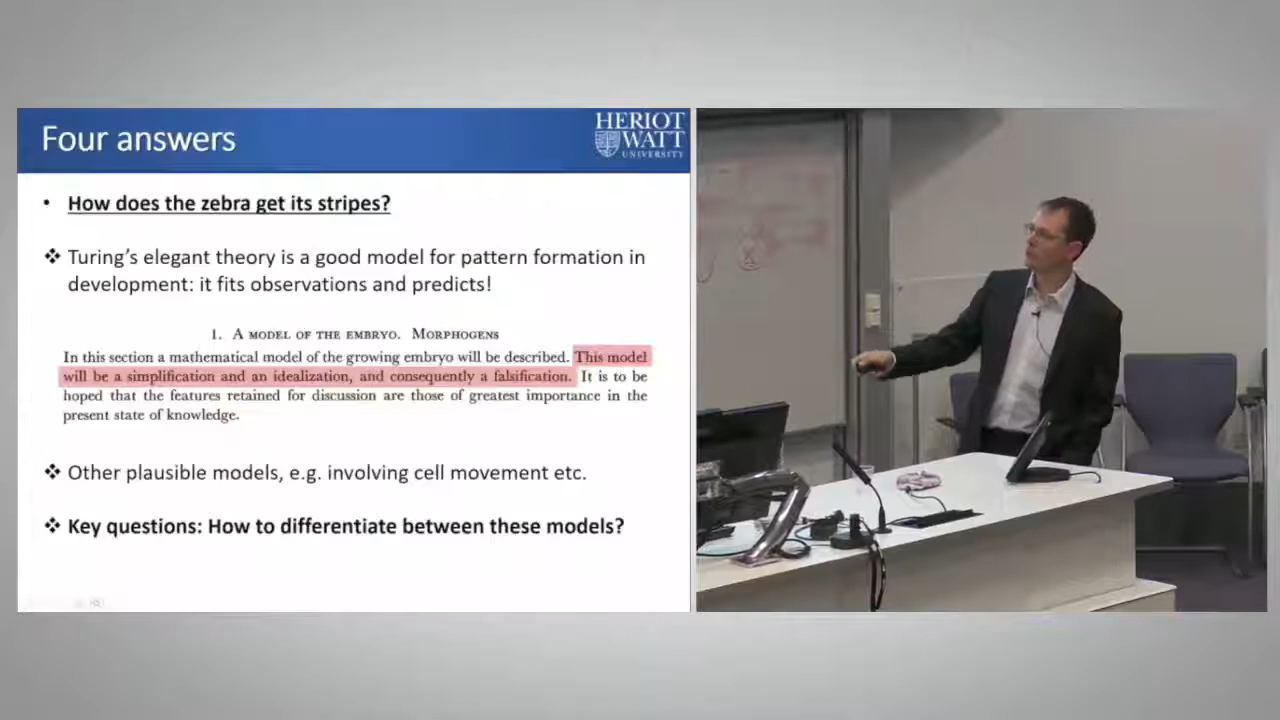 Four answers
HERIOT
WATT
UNIVERSITY
• How does the zebra get its stripes?
❖ Turing's elegant theory is a good model for pattern formation in
development: it fits observations and predicts!
1. A MODEL OF THE EMBRYO. MORPHOGENS
In this section a mathematical model of the growing embryo will be described. This model
will be a simplification and an idealization, and consequently a falsification. It is to be
hoped that the features retained for discussion are those of greatest importance in the
present state of knowledge.
❖ Other plausible models, e.g. involving cell movement etc.
❖ Key questions: How to differentiate between these models?